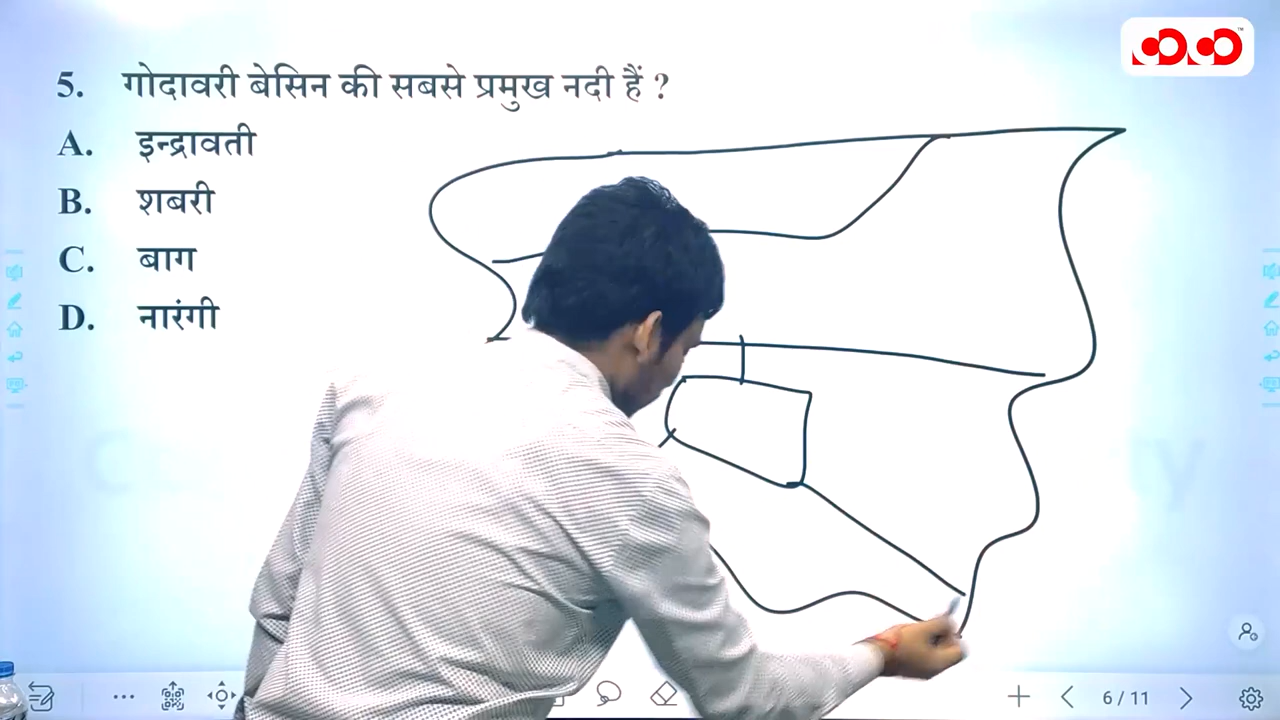 5. गोदावरी बेसिन की सबसे प्रमुख नदी हैं ?
A. इन्द्रावती
B. शबरी
C. बाग
D. नारंगी
6 / 11